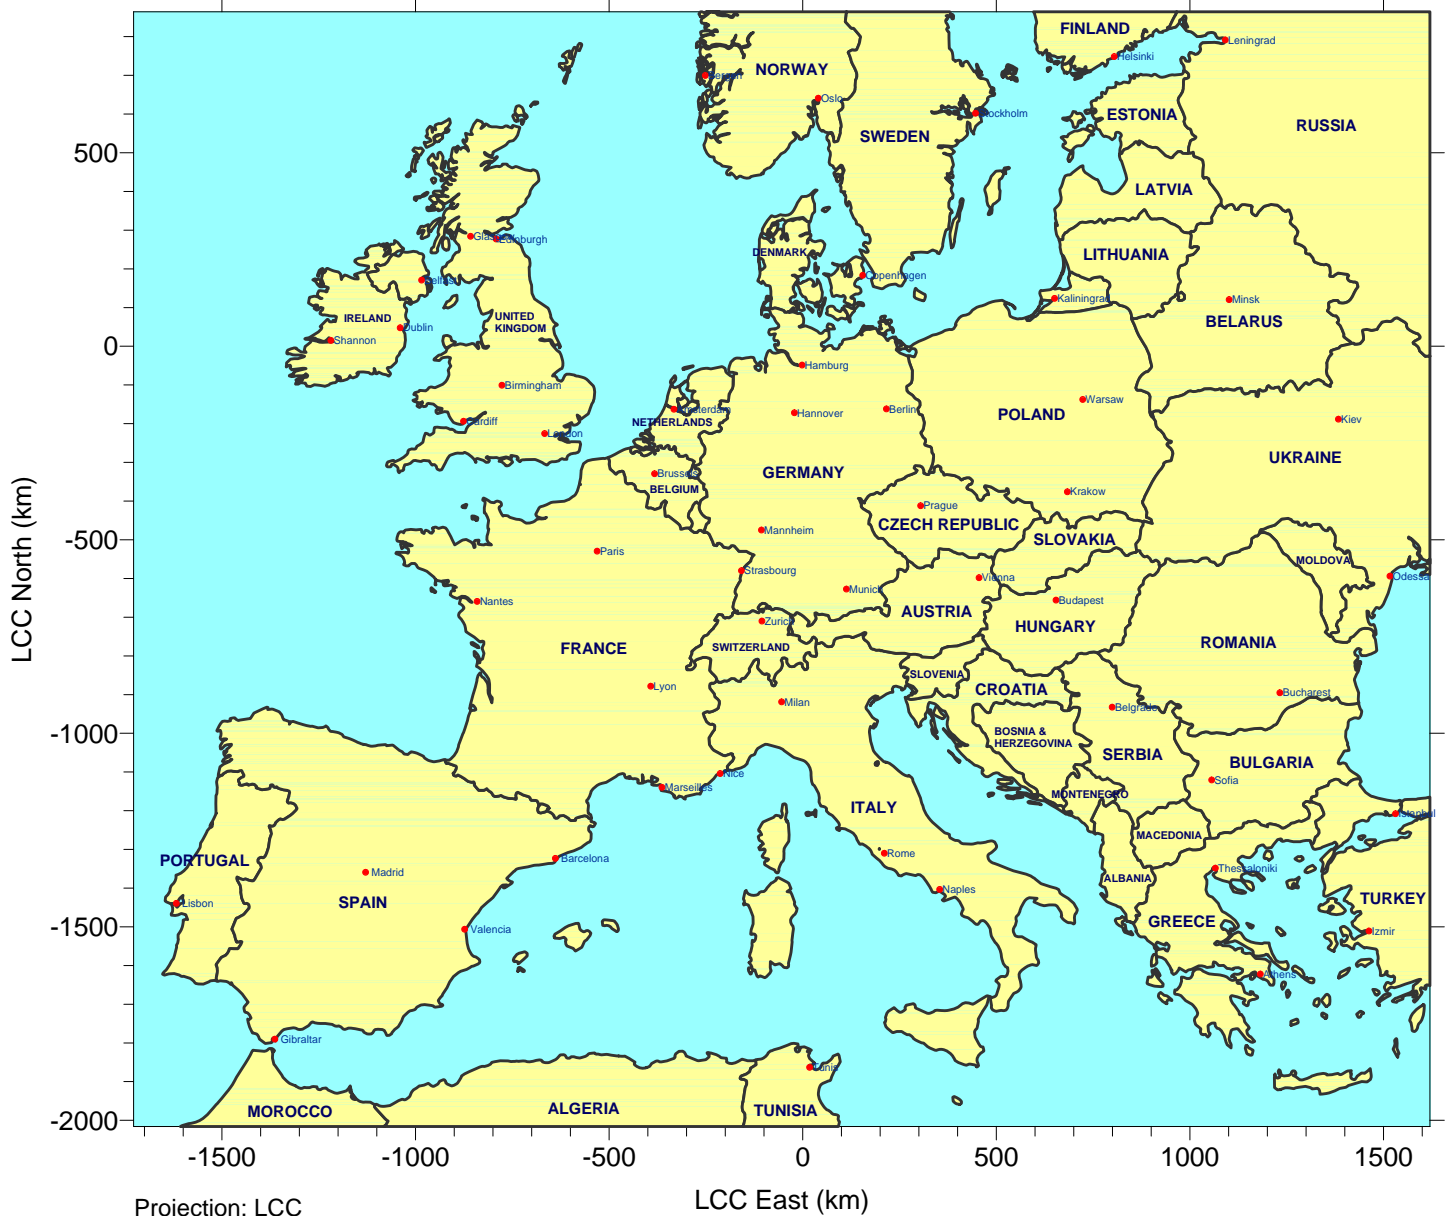 FINLAND
Leningrad
Helsinki
NORWAY
Bergen
Oslo
Stockholm
ESTONIA
RUSSIA
SWEDEN
500
LATVIA
Glasgow
Edinburgh
DENMARK
LITHUANIA
Copenhagen
Belfast
Kaliningrad
Minsk
IRELAND
UNITED
KINGDOM
Dublin
BELARUS
Shannon
0
Hamburg
Birmingham
Warsaw
Amsterdam
Hannover
Berlin
POLAND
Cardiff
NETHERLANDS
Kiev
London
UKRAINE
GERMANY
Brussels
BELGIUM
Krakow
Prague
CZECH REPUBLIC
Mannheim
-500
SLOVAKIA
Paris
MOLDOVA
Strasbourg
Vienna
Odessa
Munich
Nantes
AUSTRIA
Budapest
Zurich
HUNGARY
FRANCE
SWITZERLAND
ROMANIA
SLOVENIA
Lyon
CROATIA
Bucharest
Milan
Belgrade
-1000
BOSNIA &
HERZEGOVINA
SERBIA
BULGARIA
Nice
Sofia
Marseilles
MONTENEGRO
ITALY
Istanbul
MACEDONIA
Rome
PORTUGAL
Barcelona
Thessaloniki
Madrid
ALBANIA
Naples
TURKEY
Lisbon
SPAIN
GREECE
-1500
Valencia
Izmir
Athens
Gibraltar
Tunis
MOROCCO
ALGERIA
TUNISIA
-2000
LCC North (km)
-1500
-1000
-500
0
500
1000
1500
LCC East (km)
Projection: LCC